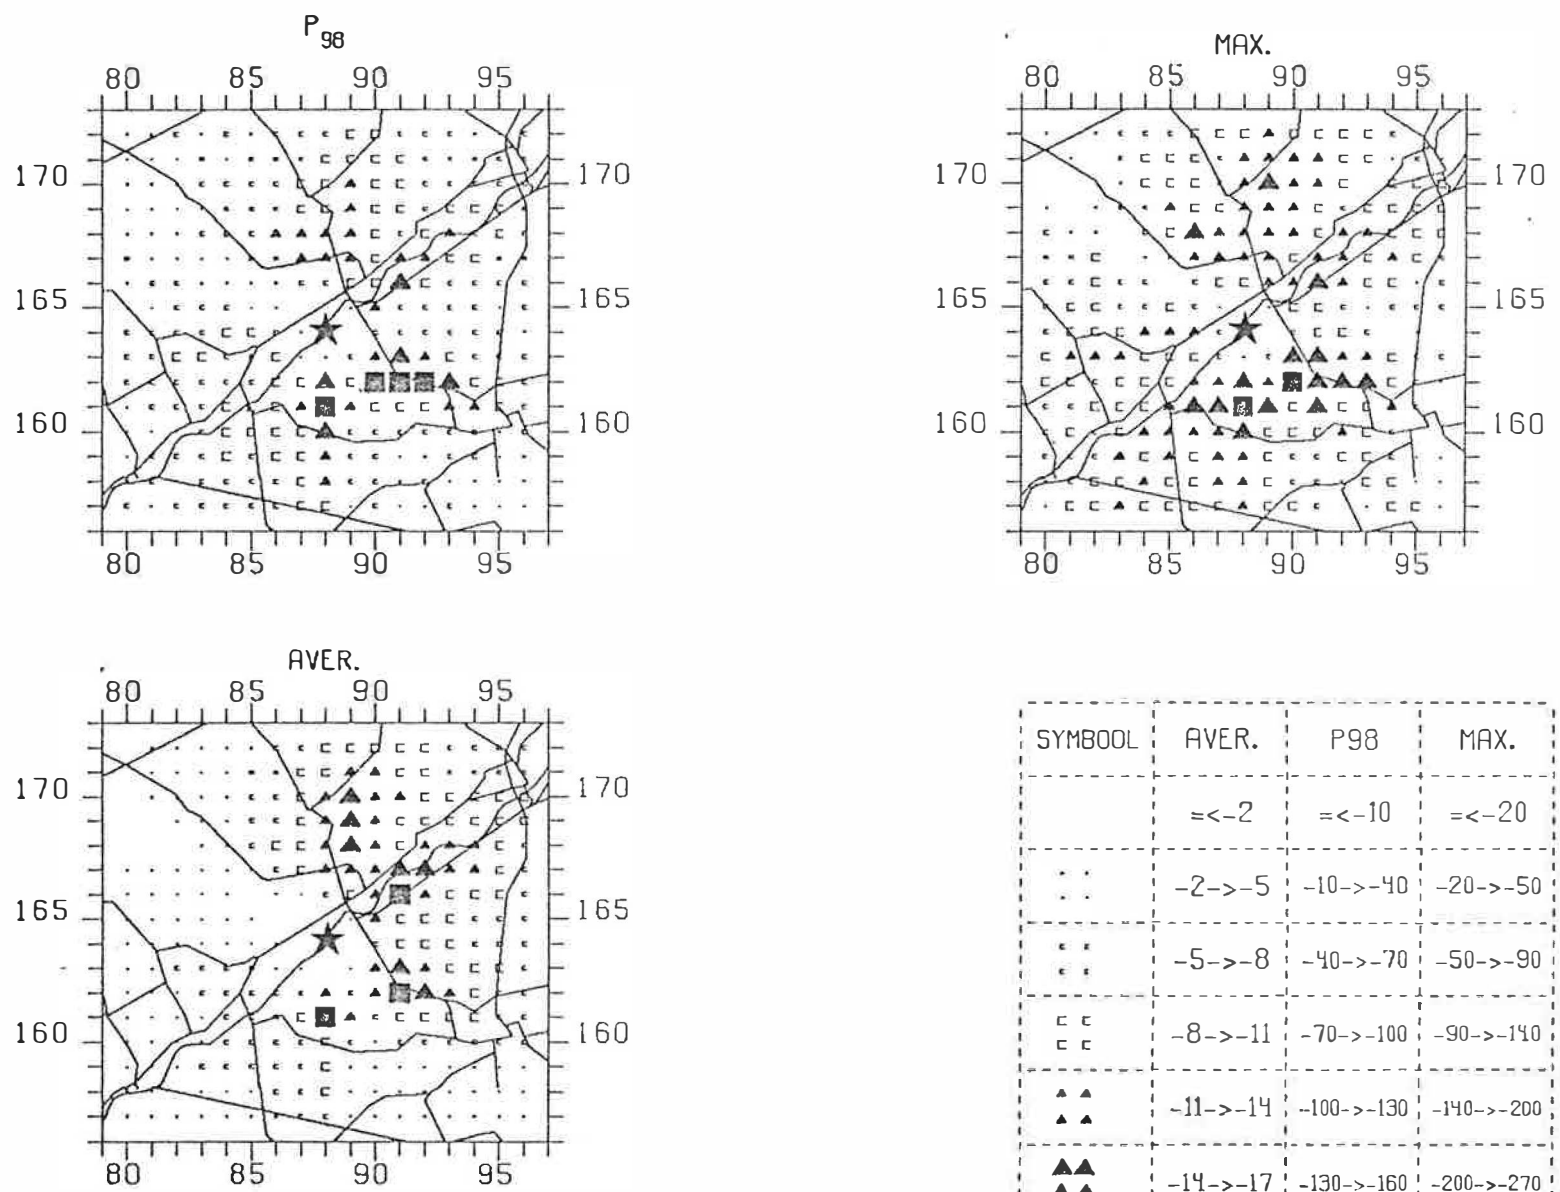 P98
80 85 90 95
170 170
165 165
160 160
80 85 90 95
MAX.
80 85 90 95
170 170
165 165
160 160
80 85 90 95
AVER.
80 85 90 95
170 170
165 165
160 160
80 85 90 95
SYMBOOL AVER. P98 MAX.
=<-2 =<-10 =<-20
-2->-5 -10->-40 -20->-50
-5->-8 -40->-70 -50->-90
-8->-11 -70->-100 -90->-140
-11->-14 -100->-130 -140->-200
-14->-17 -130->-160 -200->-270